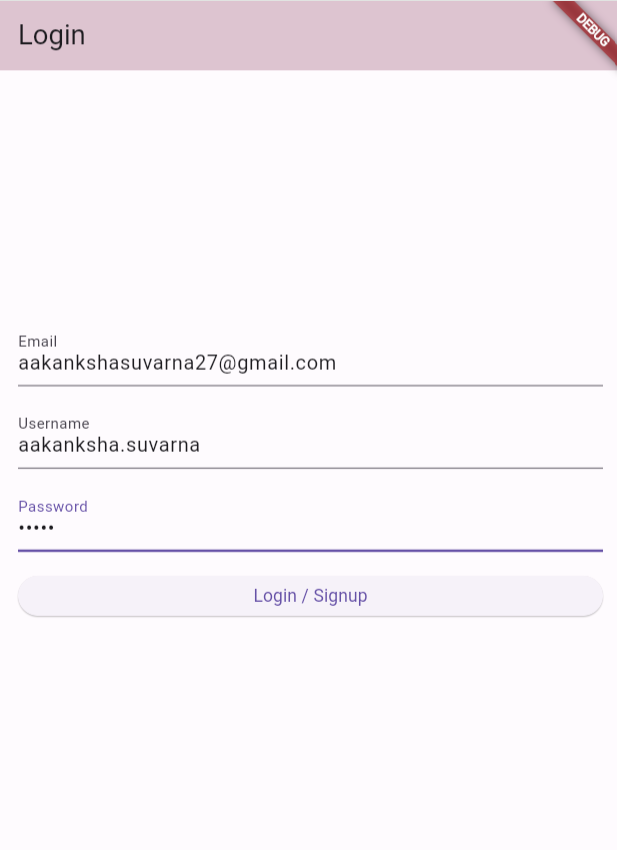 Login
DEBUG
Email
aakankshasuvarna27@gmail.com
Username
aakanksha.suvarna
Password
•••••
Login / Signup